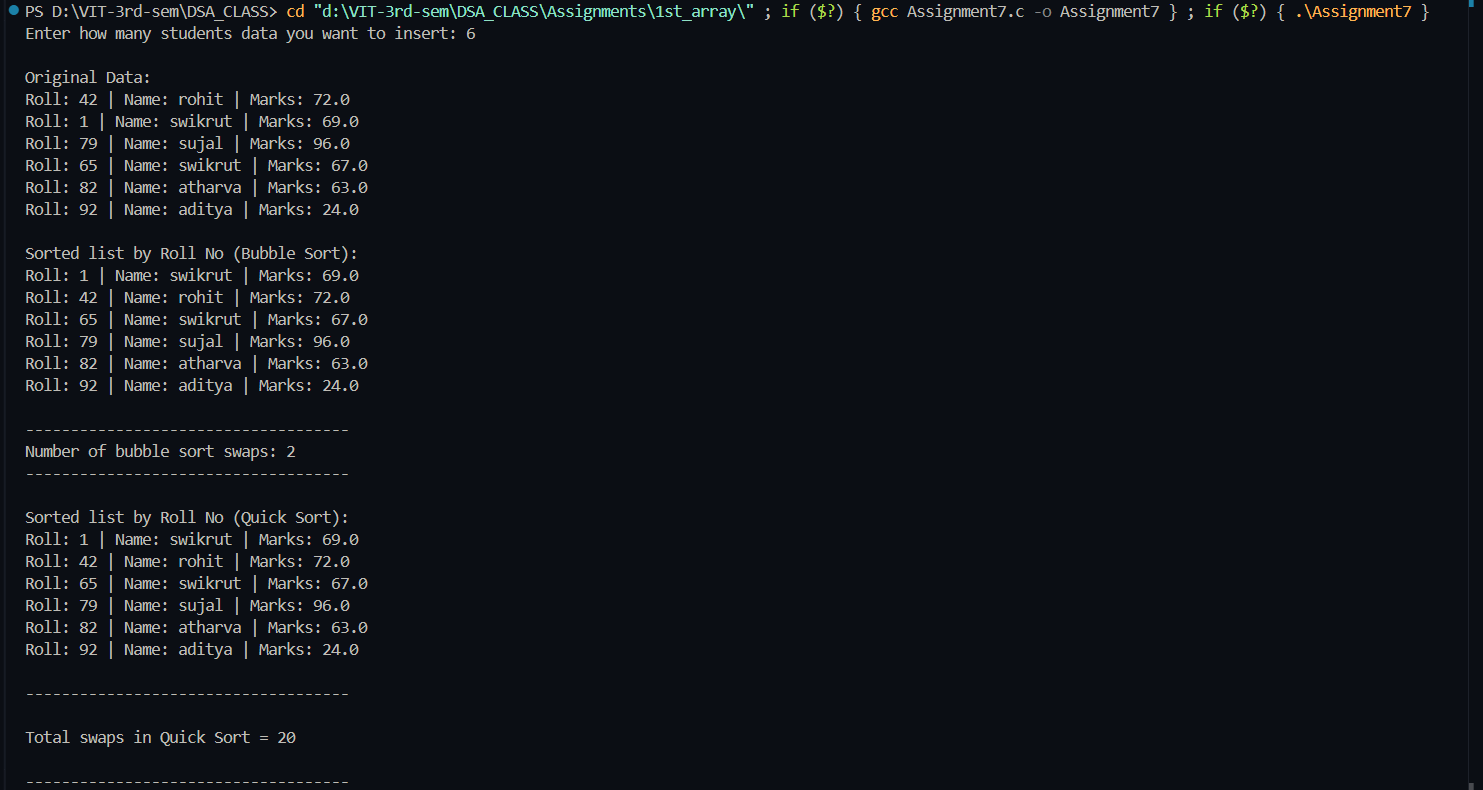 PS D:\VIT-3rd-sem\DSA_CLASS> cd "d:\VIT-3rd-sem\DSA_CLASS\Assignments\1st_array\" ; if ($?) { gcc Assignment7.c -o Assignment7 } ; if ($?) { .\Assignment7 }
Enter how many students data you want to insert: 6
Original Data:
Roll: 42 | Name: rohit | Marks: 72.0
Roll: 1 | Name: swikrut | Marks: 69.0
Roll: 79 | Name: sujal | Marks: 96.0
Roll: 65 | Name: swikrut | Marks: 67.0
Roll: 82 | Name: atharva | Marks: 63.0
Roll: 92 | Name: aditya | Marks: 24.0
Sorted list by Roll No (Bubble Sort):
Roll: 1 | Name: swikrut | Marks: 69.0
Roll: 42 | Name: rohit | Marks: 72.0
Roll: 65 | Name: swikrut | Marks: 67.0
Roll: 79 | Name: sujal | Marks: 96.0
Roll: 82 | Name: atharva | Marks: 63.0
Roll: 92 | Name: aditya | Marks: 24.0
------------------------------------
Number of bubble sort swaps: 2
------------------------------------
Sorted list by Roll No (Quick Sort):
Roll: 1 | Name: swikrut | Marks: 69.0
Roll: 42 | Name: rohit | Marks: 72.0
Roll: 65 | Name: swikrut | Marks: 67.0
Roll: 79 | Name: sujal | Marks: 96.0
Roll: 82 | Name: atharva | Marks: 63.0
Roll: 92 | Name: aditya | Marks: 24.0
------------------------------------
Total swaps in Quick Sort = 20
------------------------------------